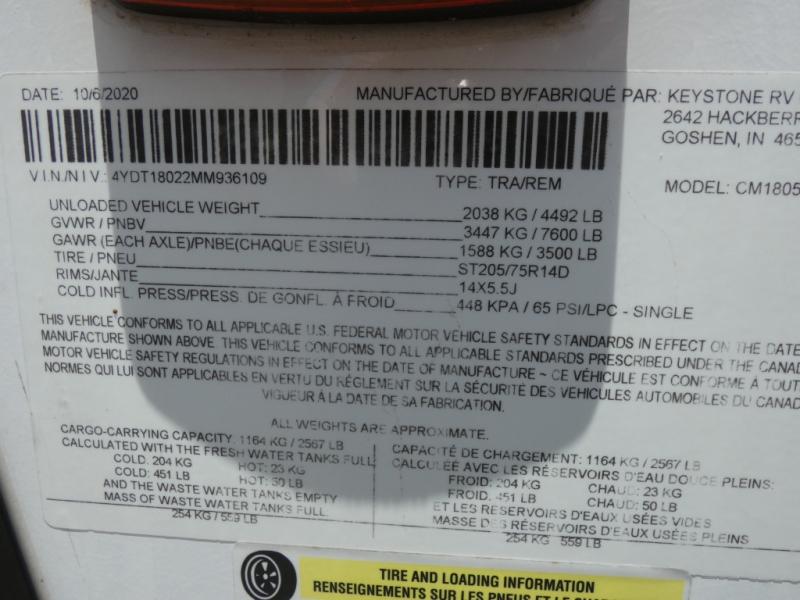 DATE: 10/6/2020 MANUFACTURED BY/FABRIQUÉ PAR: KEYSTONE RV
2642 HACKBERR
GOSHEN, IN 465
V.I.N./N.I.V.: 4YDT18022MM936109 TYPE: TRA/REM MODEL: CM1805
UNLOADED VEHICLE WEIGHT 2038 KG / 4492 LB
GVWR / PNBV 3447 KG / 7600 LB
GAWR (EACH AXLE)/PNBE(CHAQUE ESSIEU) 1588 KG / 3500 LB
TIRE / PNEU ST205/75R14D
RIMS/JANTE 14X5.5J
COLD INFL. PRESS/PRESS. DE GONFL. À FROID 448 KPA / 65 PSI/LPC - SINGLE
THIS VEHICLE CONFORMS TO ALL APPLICABLE U.S. FEDERAL MOTOR VEHICLE SAFETY STANDARDS IN EFFECT ON THE DATE
MANUFACTURE SHOWN ABOVE. THIS VEHICLE CONFORMS TO ALL APPLICABLE STANDARDS PRESCRIBED UNDER THE CANAD
MOTOR VEHICLE SAFETY REGULATIONS IN EFFECT ON THE DATE OF MANUFACTURE ~ CE VÉHICULE EST CONFORME À TOUT
NORMES QUI LUI SONT APPLICABLES EN VERTU DU RÉGLEMENT SUR LA SÉCURITÉ DES VEHICULES AUTOMOBILES DU CANAD
VIGUEUR À LA DATE DE SA FABRICATION.
ALL WEIGHTS ARE APPROXIMATE.
CARGO-CARRYING CAPACITY: 1164 KG / 2567 LB
CALCULATED WITH THE FRESH WATER TANKS FULL;
COLD: 204 KG HOT: 23 KG
COLD: 451 LB HOT: 50 LB
AND THE WASTE WATER TANKS EMPTY
MASS OF WASTE WATER TANKS FULL.
254 KG / 559 LB
CAPACITÉ DE CHARGEMENT: 1164 KG / 2567 LB
CALCULÉE AVEC LES RÉSERVOIRS D'EAU DOUCE PLEINS:
FROID: 204 KG CHAUD: 23 KG
FROID: 451 LB CHAUD: 50 LB
ET LES RÉSERVOIRS D'EAUX USÉES VIDES
MASSE DES RÉSERVOIRS D'EAUX USÉES PLEINS
254 KG 559 LB
TIRE AND LOADING INFORMATION
RENSEIGNEMENTS SUR LES PNEUS ET LE CHAR